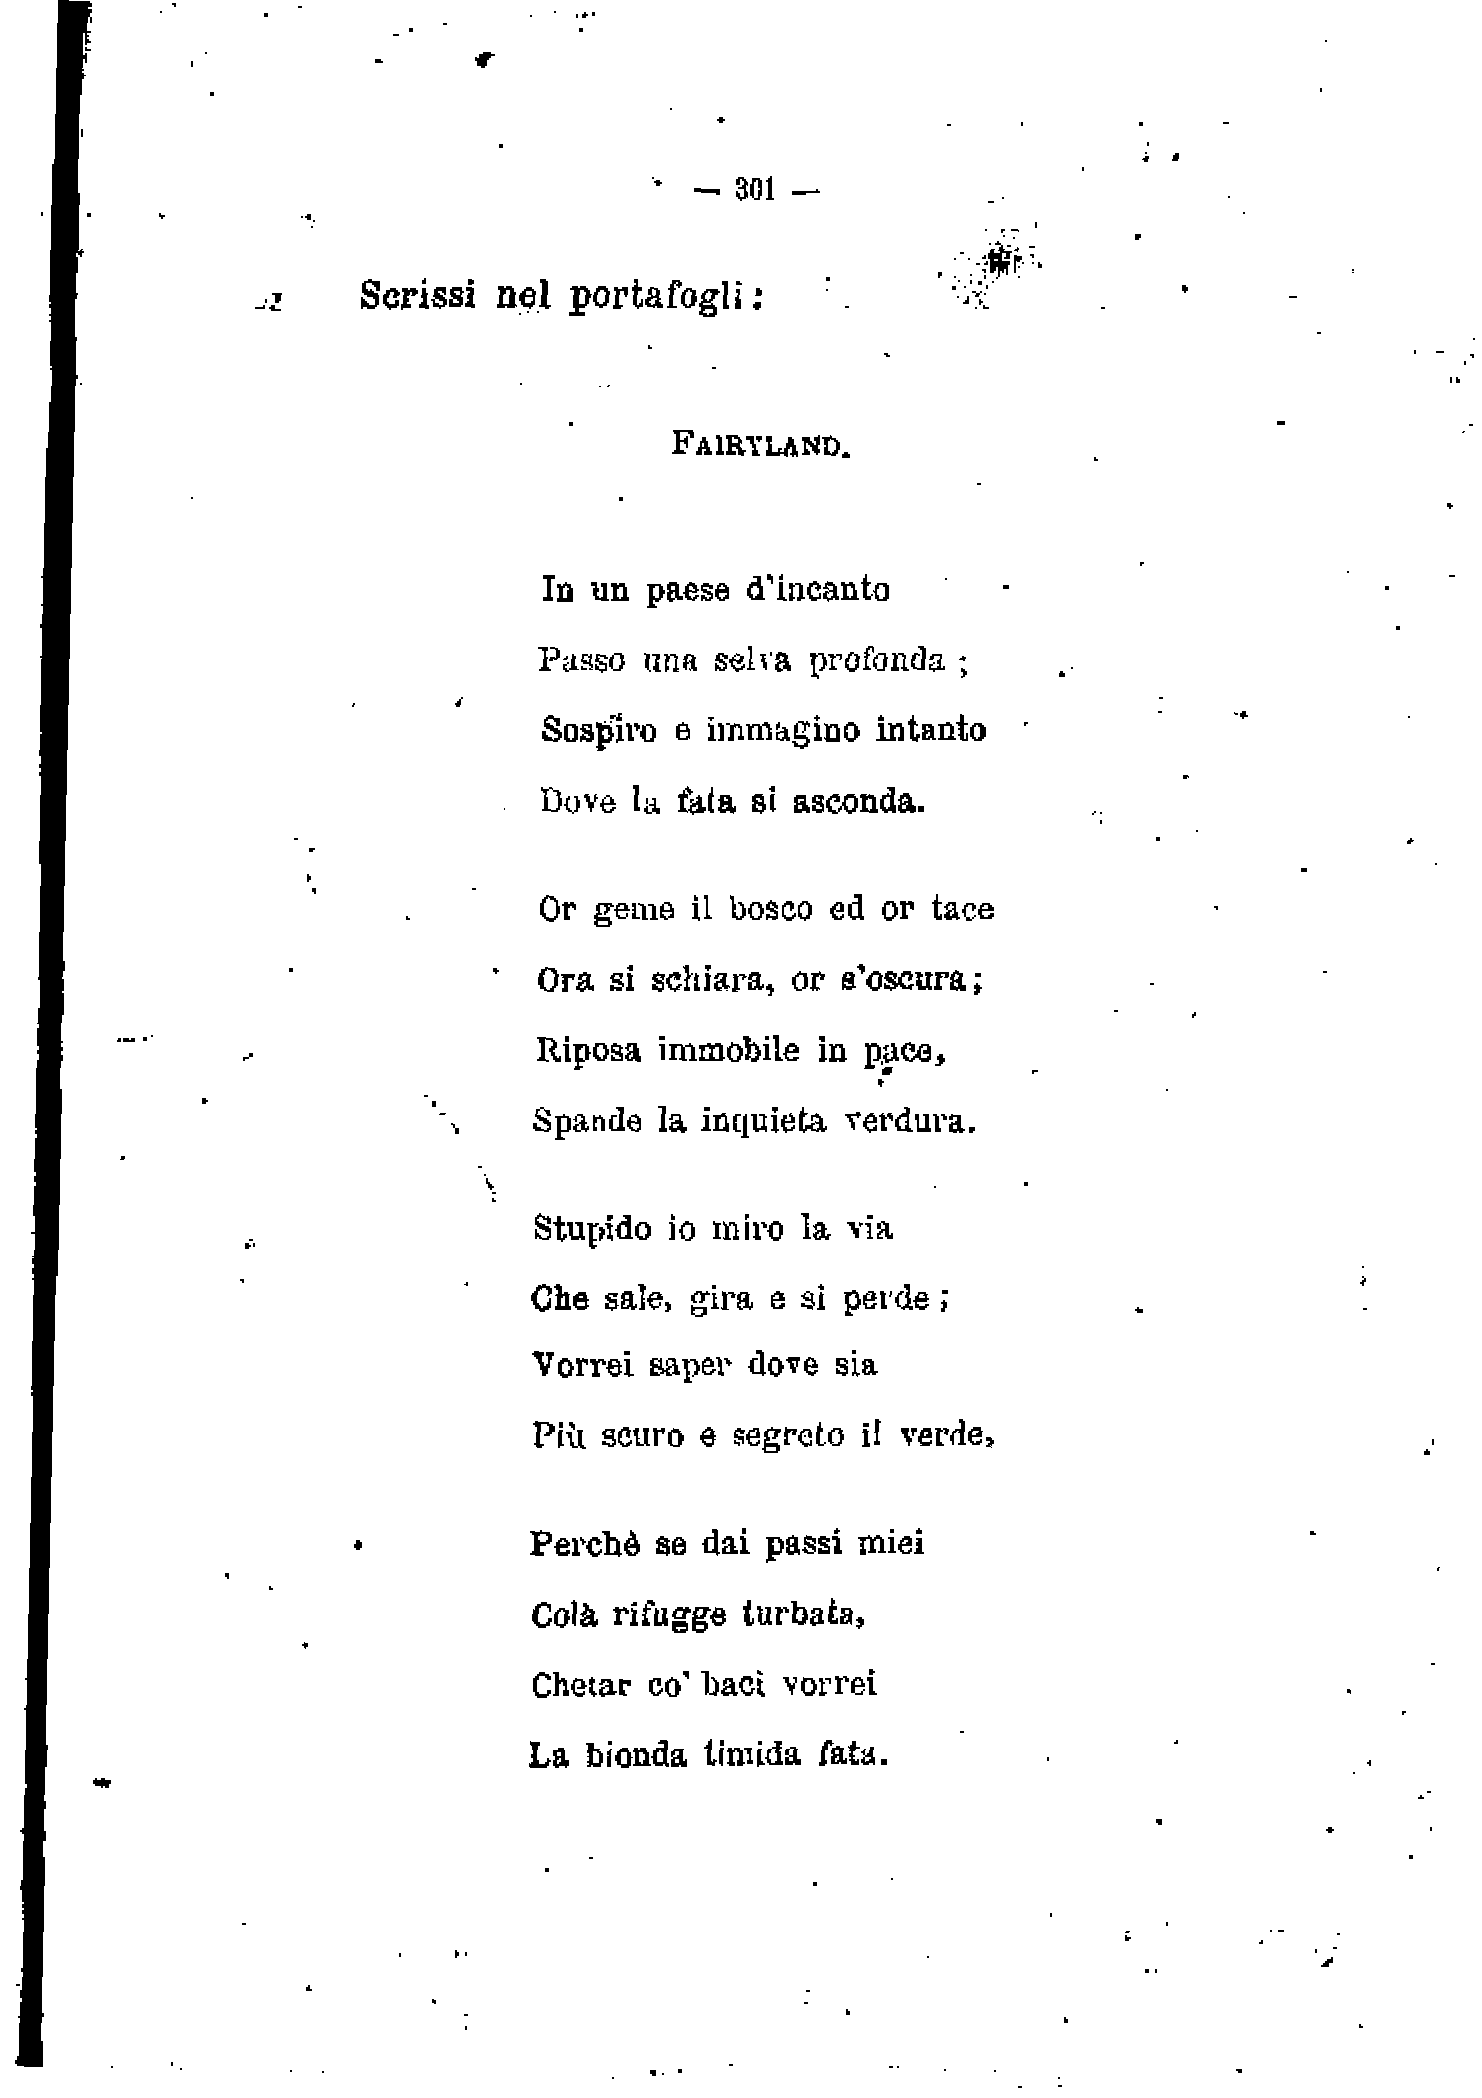 — 301 —
Scrissi nel portafogli:
FAIRYLAND.
In un paese d'incanto
Passo una selva profonda;
Sospiro e immagino intanto
Dove la fata si asconda.
Or geme il bosco ed or tace
Ora si schiara, or s'oscura;
Riposa immobile in pace,
Spande la inquieta verdura.
Stupido io miro la via
Che sale, gira e si perde;
Vorrei saper dove sia
Più scuro e segreto il verde,
Perchè se dai passi miei
Colà rifugge turbata,
Chetar co' baci vorrei
La bionda timida fata.